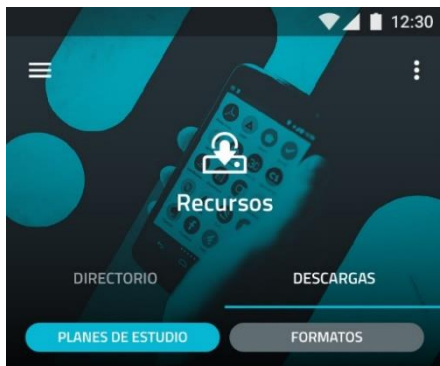 12:30
Recursos
DIRECTORIO DESCARGAS
PLANES DE ESTUDIO FORMATOS